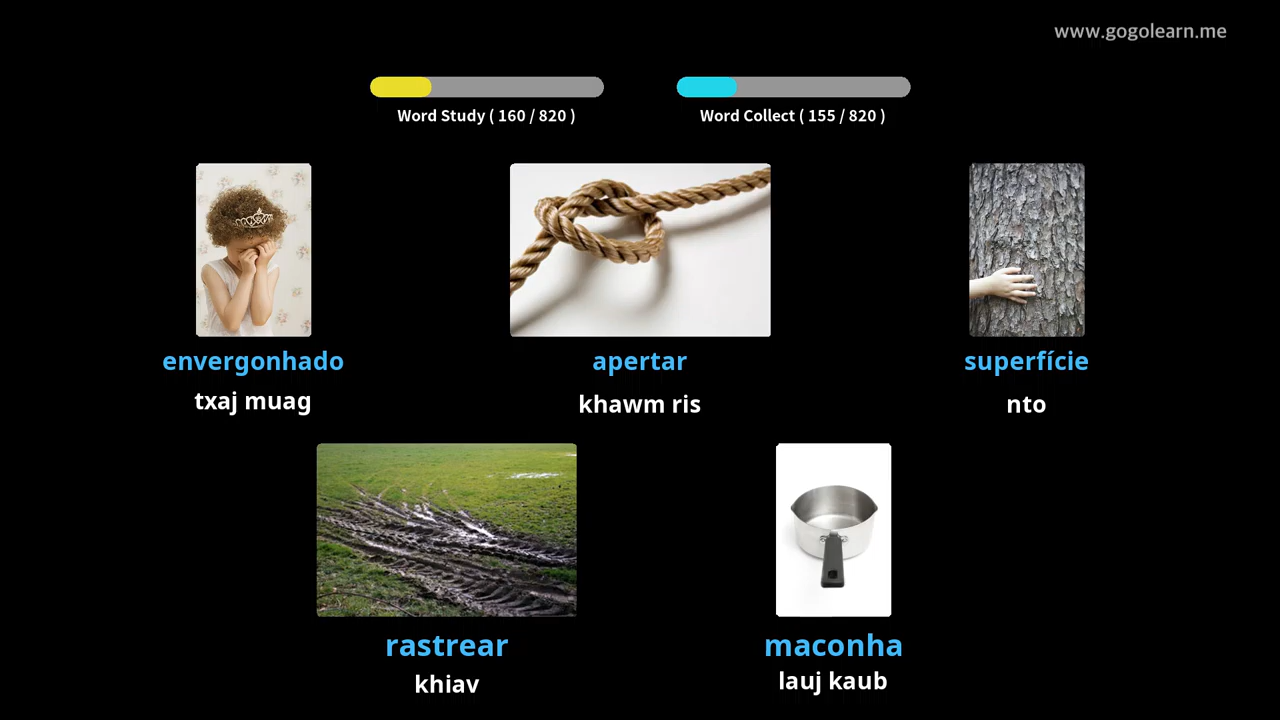 www.gogolearn.me
Word Study ( 160 / 820 )
Word Collect ( 155 / 820 )
envergonhado
txaj muag
apertar
khawm ris
superfície
nto
rastrear
khiav
maconha
lauj kaub